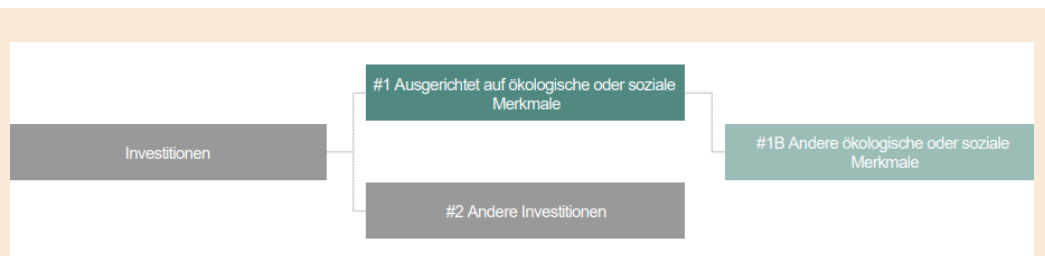 #1 Ausgerichtet auf ökologische oder soziale
Merkmale
Investitionen
#1B Andere ökologische oder soziale
Merkmale
#2 Andere Investitionen